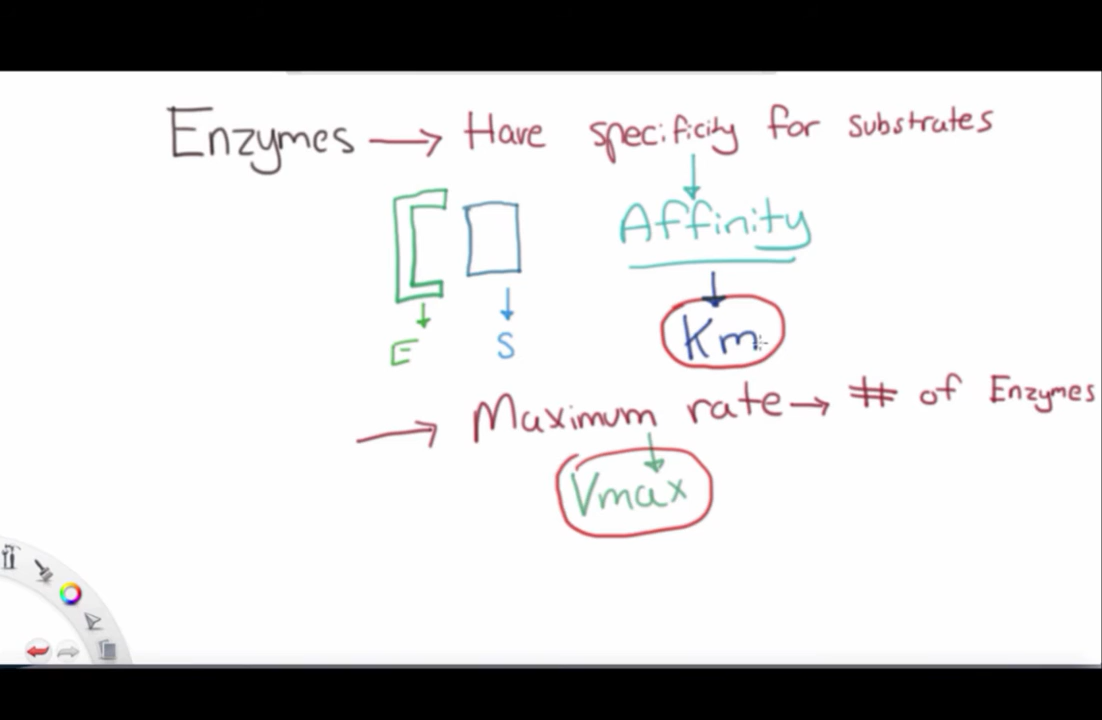 Enzymes → Have specificity for substrates
Affinity
E S Km
→ Maximum rate → # of Enzymes
Vmax